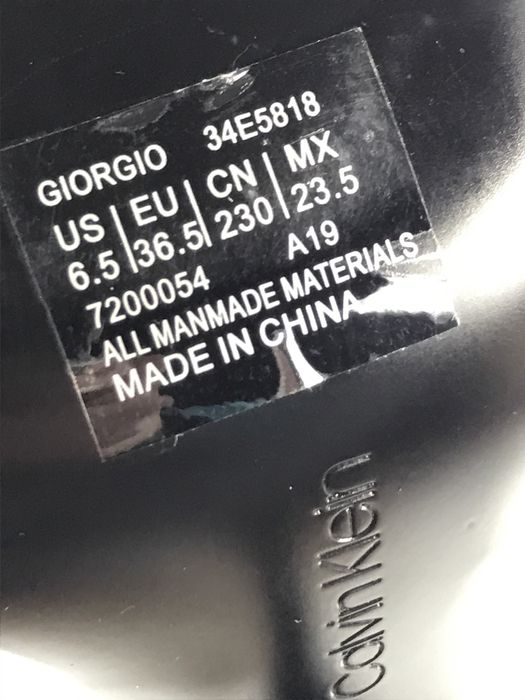 GIORGIO 34E5818
US | EU | CN | MX
6.5 | 36.5 | 230 | 23.5
7200054 A19
ALL MANMADE MATERIALS
MADE IN CHINA
calvin klein